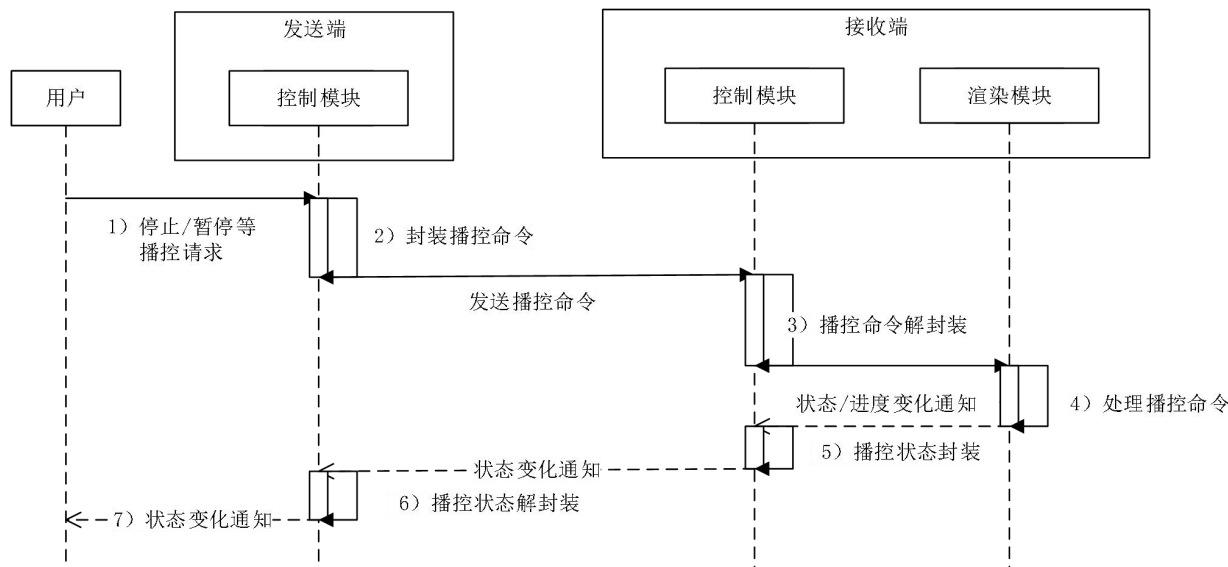 发送端
接收端
用户
控制模块
控制模块
渲染模块
1）停止/暂停等
播控请求
2）封装播控命令
发送播控命令
3）播控命令解封装
状态/进度变化通知
4）处理播控命令
5）播控状态封装
状态变化通知
6）播控状态解封装
7）状态变化通知